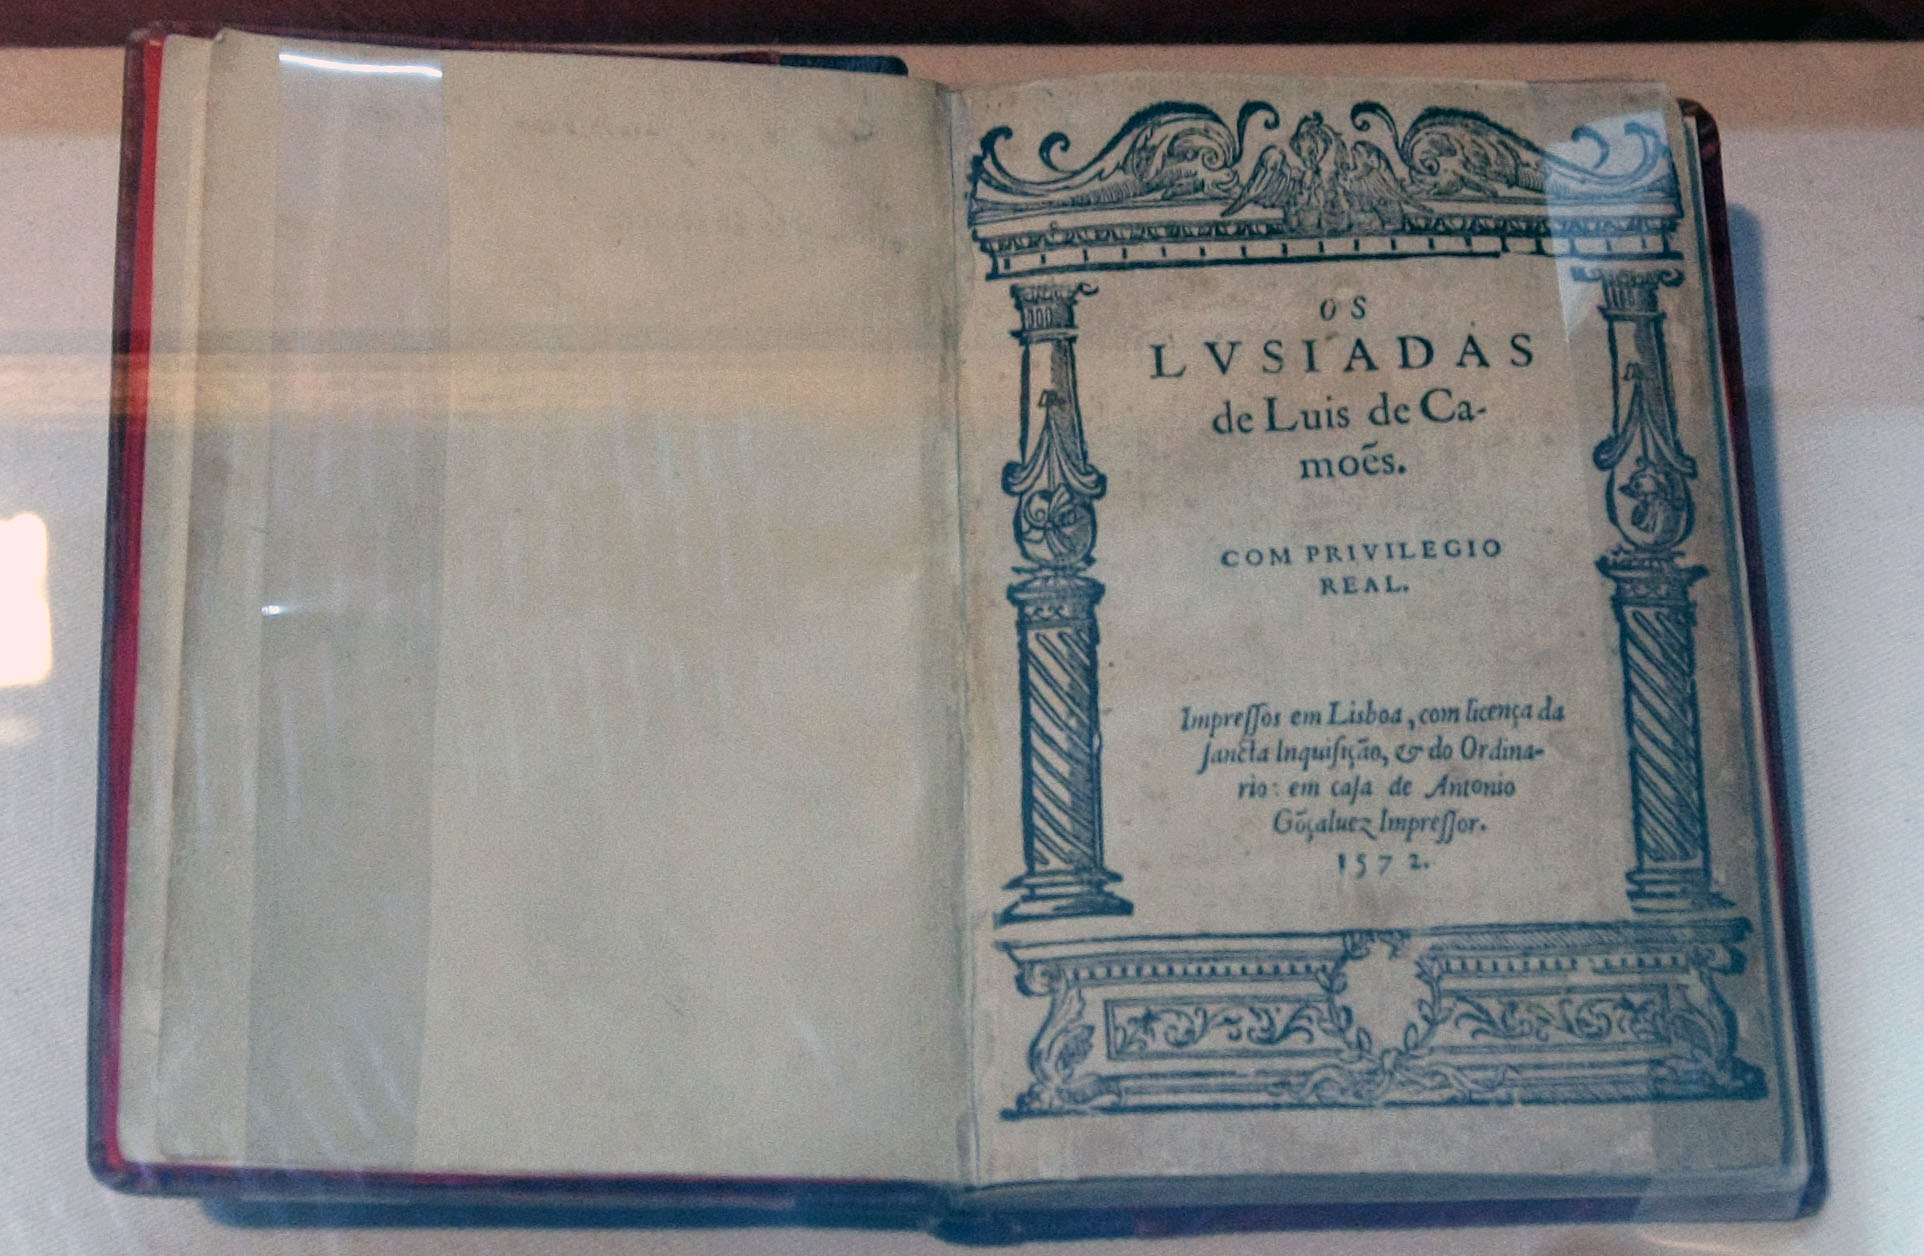 OS
LVSIADAS
de Luis de Ca-
moẽs.
COM PRIVILEGIO
REAL.
Impreſſos em Lisboa, com licença da
ſancta Inquiſição, & do Ordina-
rio: em caſa de Antonio
Gõçaluez Impreſſor.
1572.